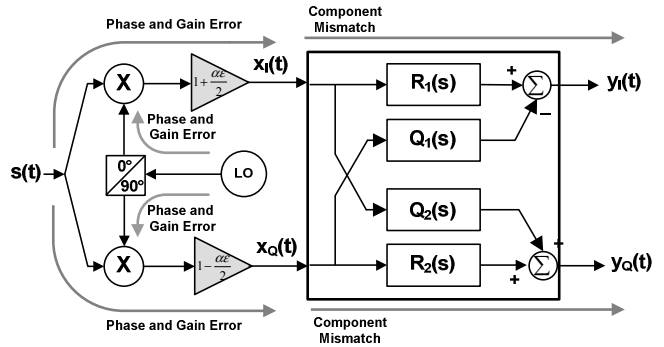 Phase and Gain Error
Component
Mismatch
X
1+ αε/2
xI(t)
R1(s)
+
Σ
yI(t)
−
Phase and
Gain Error
Q1(s)
s(t)
0°
90°
LO
Phase and
Gain Error
Q2(s)
X
1− αε/2
xQ(t)
R2(s)
+
Σ
+
yQ(t)
Phase and Gain Error
Component
Mismatch